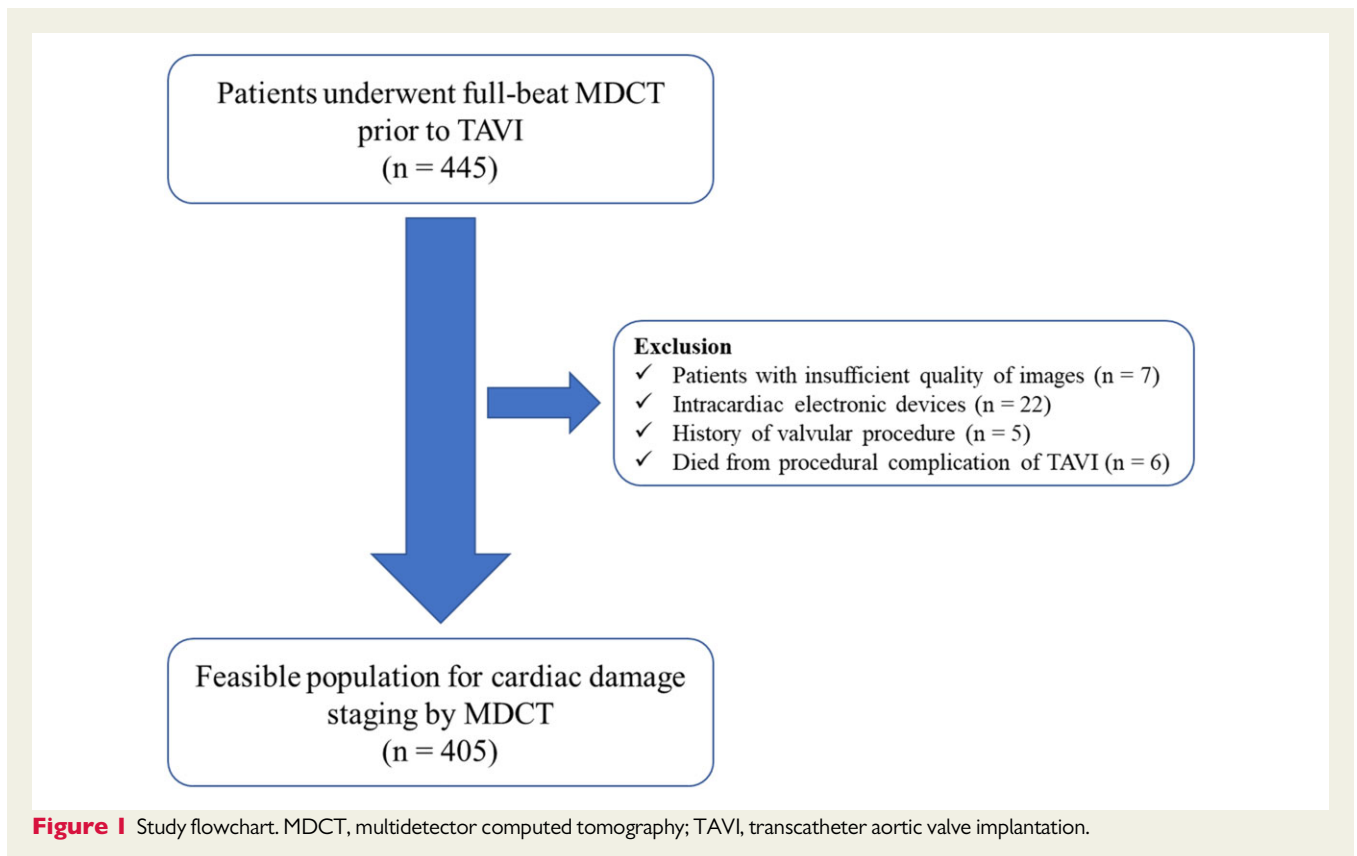 Patients underwent full-beat MDCT
prior to TAVI
(n = 445)
Exclusion
✓ Patients with insufficient quality of images (n = 7)
✓ Intracardiac electronic devices (n = 22)
✓ History of valvular procedure (n = 5)
✓ Died from procedural complication of TAVI (n = 6)
Feasible population for cardiac damage
staging by MDCT
(n = 405)
Figure 1 Study flowchart. MDCT, multidetector computed tomography; TAVI, transcatheter aortic valve implantation.